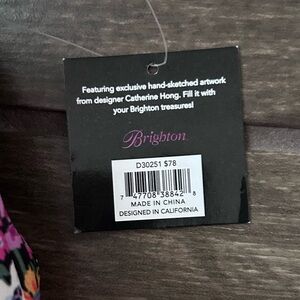 Featuring exclusive hand-sketched artwork
from designer Catherine Hong. Fill it with
your Brighton treasures!
Brighton
D30251 $78
7 47708 38842 8
MADE IN CHINA
DESIGNED IN CALIFORNIA